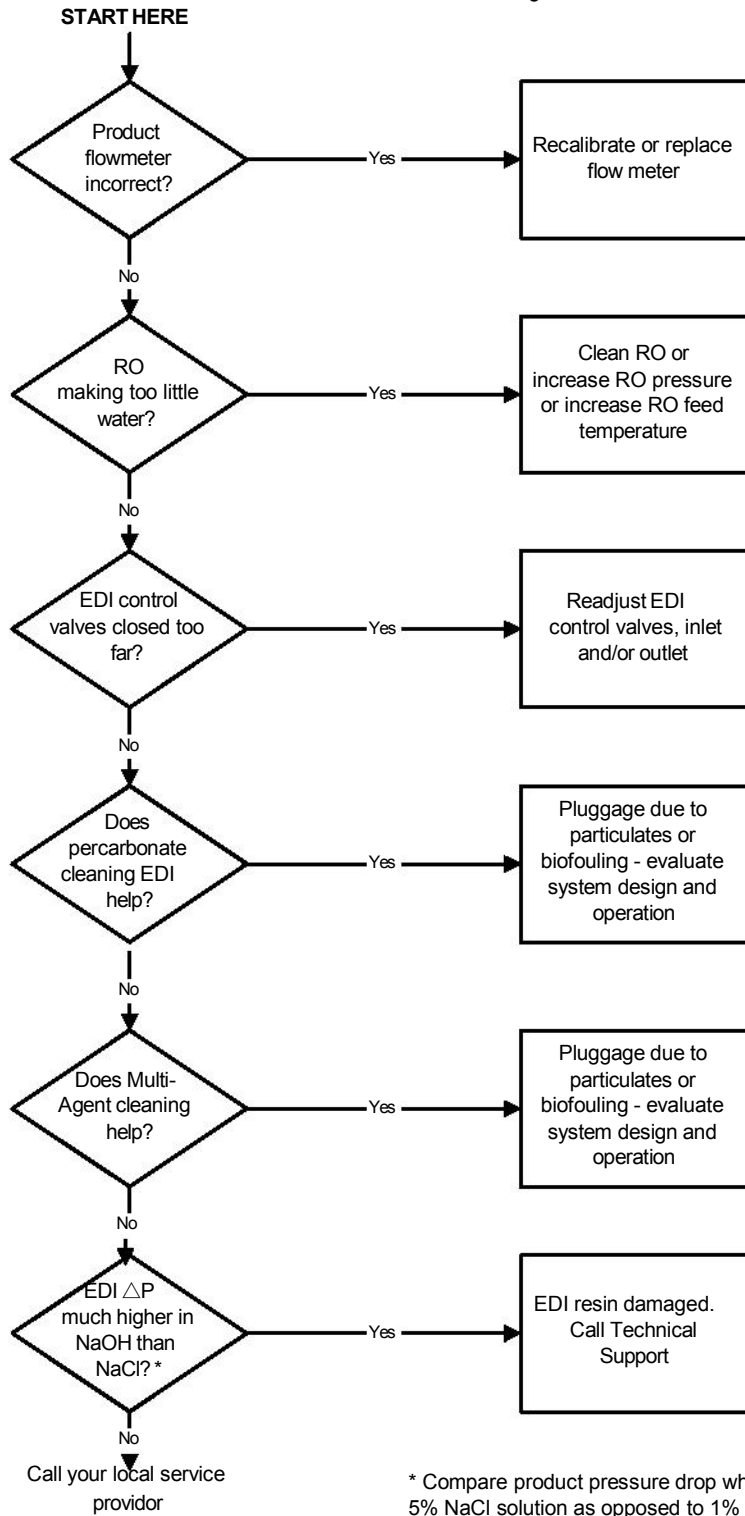 START HERE
Product
flowmeter
incorrect?
Yes
Recalibrate or replace
flow meter
No
RO
making too little
water?
Yes
Clean RO or
increase RO pressure
or increase RO feed
temperature
No
EDI control
valves closed too
far?
Yes
Readjust EDI
control valves, inlet
and/or outlet
No
Does
percarbonate
cleaning EDI
help?
Yes
Pluggage due to
particulates or
biofouling - evaluate
system design and
operation
No
Does Multi-
Agent cleaning
help?
Yes
Pluggage due to
particulates or
biofouling - evaluate
system design and
operation
No
EDI △P
much higher in
NaOH than
NaCl? *
Yes
EDI resin damaged.
Call Technical
Support
No
Call your local service
providor
* Compare product pressure drop
5% NaCl solution as opposed to 1%